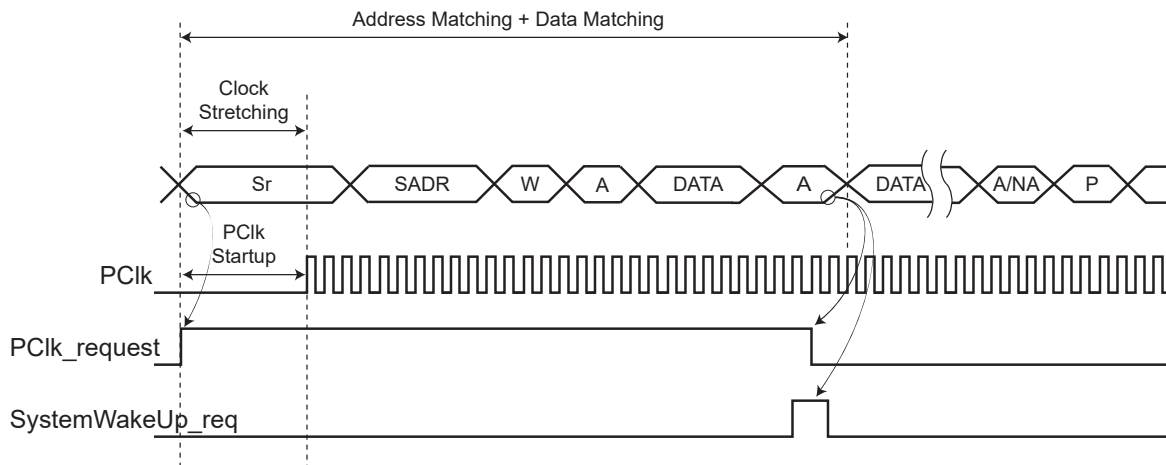 Address Matching + Data Matching
Clock
Stretching
Sr SADR W A DATA A DATA A/NA P
PClk
Startup
PClk
PClk_request
SystemWakeUp_req